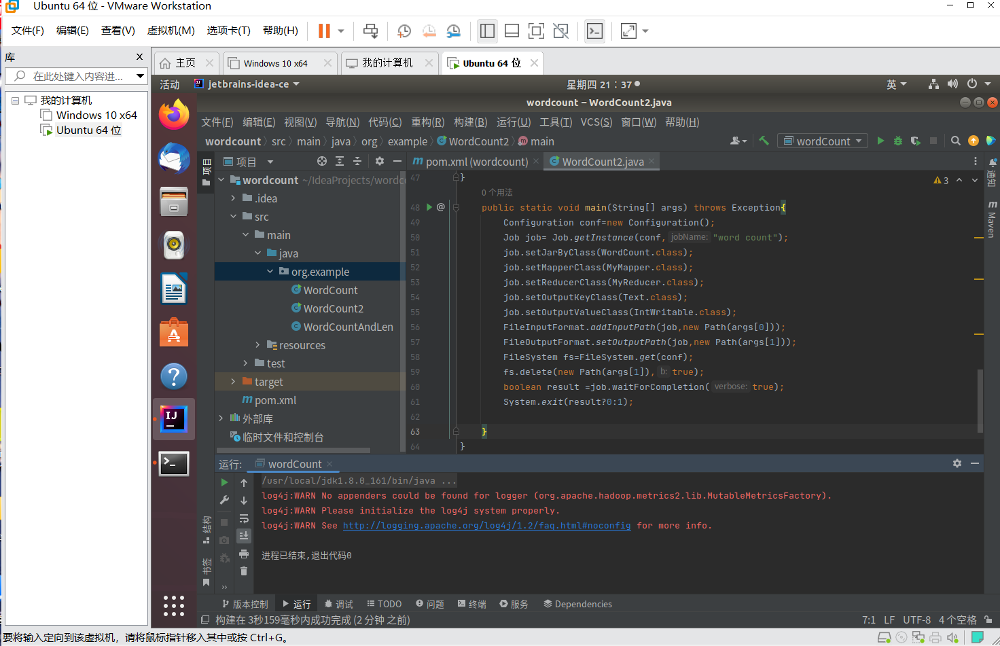 Ubuntu 64 位 - VMware Workstation
文件(F) 编辑(E) 查看(V) 虚拟机(M) 选项卡(T) 帮助(H)
库
在此处键入内容进...
我的计算机
Windows 10 x64
Ubuntu 64 位
主页 Windows 10 x64 我的计算机 Ubuntu 64 位
活动 jetbrains-idea-ce 星期四 21：37 英
wordcount – WordCount2.java
文件(F) 编辑(E) 视图(V) 导航(N) 代码(C) 重构(R) 构建(B) 运行(U) 工具(T) VCS(S) 窗口(W) 帮助(H)
wordcount src main java org example WordCount2 main wordCount
项目
项目
pom.xml (wordcount) WordCount2.java
通知
Maven
wordcount ~/IdeaProjects/wordc
.idea
src
main
java
org.example
WordCount
WordCount2
WordCountAndLen
resources
test
target
pom.xml
外部库
临时文件和控制台
3
47 }
0 个用法
48 @ public static void main(String[] args) throws Exception{
49 Configuration conf=new Configuration();
50 Job job= Job.getInstance(conf, jobName: "word count");
51 job.setJarByClass(WordCount.class);
52 job.setMapperClass(MyMapper.class);
53 job.setReducerClass(MyReducer.class);
54 job.setOutputKeyClass(Text.class);
55 job.setOutputValueClass(IntWritable.class);
56 FileInputFormat.addInputPath(job,new Path(args[0]));
57 FileOutputFormat.setOutputPath(job,new Path(args[1]));
58 FileSystem fs=FileSystem.get(conf);
59 fs.delete(new Path(args[1]), b: true);
60 boolean result =job.waitForCompletion( verbose: true);
61 System.exit(result?0:1);
62
63 }
64 }
运行: wordCount
结构
书签
/usr/local/jdk1.8.0_161/bin/java ...
log4j:WARN No appenders could be found for logger (org.apache.hadoop.metrics2.lib.MutableMetricsFactory).
log4j:WARN Please initialize the log4j system properly.
log4j:WARN See http://logging.apache.org/log4j/1.2/faq.html#noconfig for more info.
进程已结束,退出代码0
版本控制 运行 调试 TODO 问题 终端 服务 Dependencies
构建在 3秒159毫秒内成功完成 (2 分钟 之前) 7:1 LF UTF-8 4 个空格
要将输入定向到该虚拟机，请将鼠标指针移入其中或按 Ctrl+G。